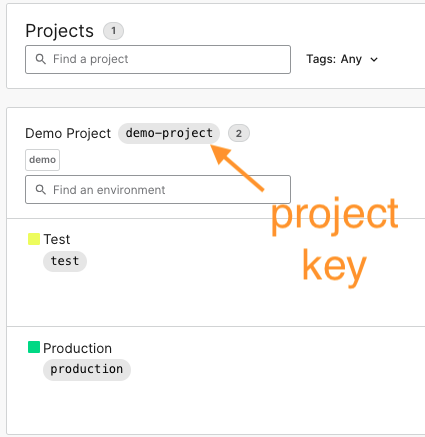 Projects 1
Find a project
Tags: Any
Demo Project demo-project 2
demo
Find an environment
project
key
Test
test
Production
production